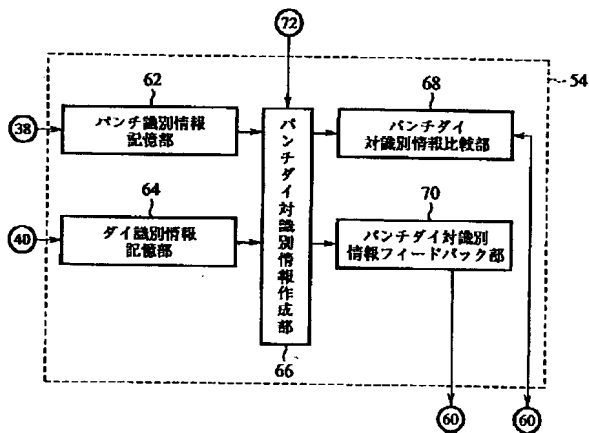 72
54
62
68
38
パンチ識別情報
記憶部
パンチダイ
対識別情報比較部
64
70
40
ダイ識別情報
記憶部
パンチダイ対識別情報作成部
パンチダイ対識別
情報フィードバック部
66
60
60